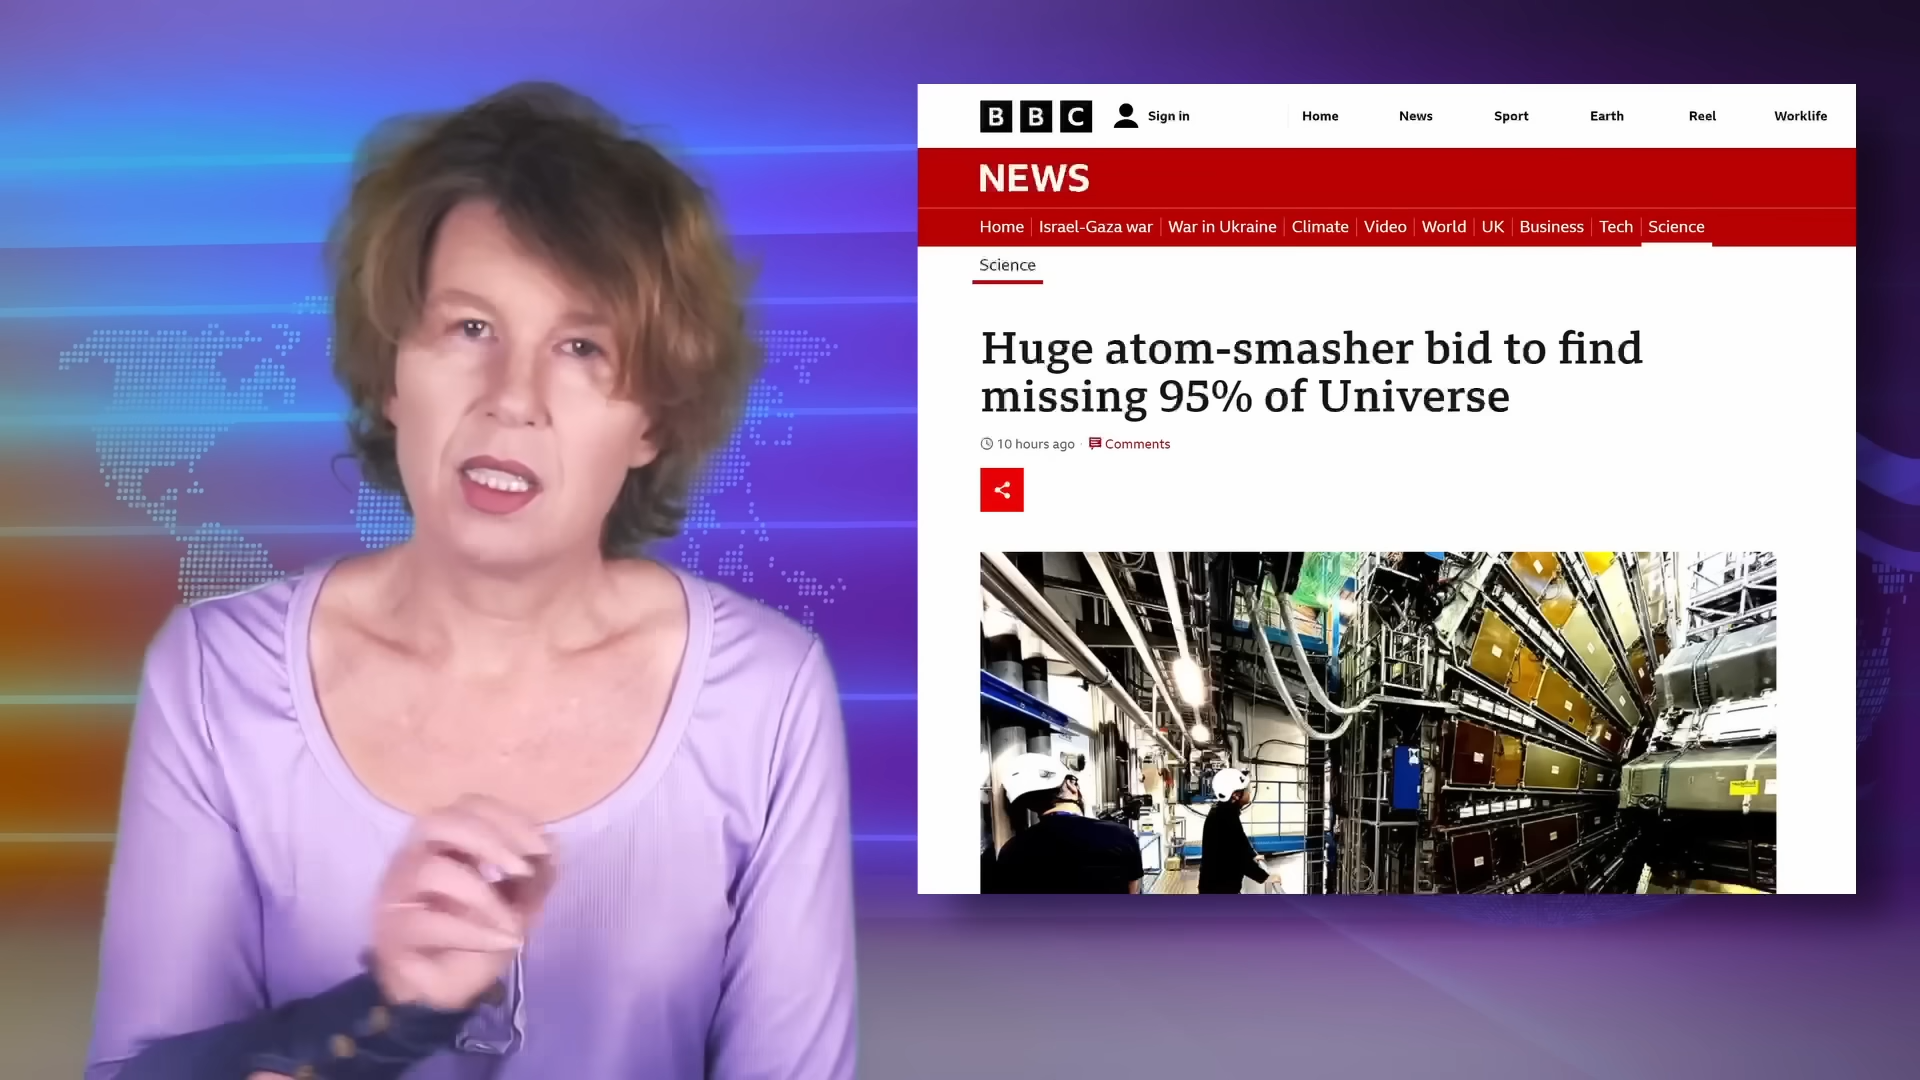 BBC Sign in Home News Sport Earth Reel Worklife
NEWS
Home Israel-Gaza war War in Ukraine Climate Video World UK Business Tech Science
Science
Huge atom-smasher bid to find
missing 95% of Universe
10 hours ago · Comments